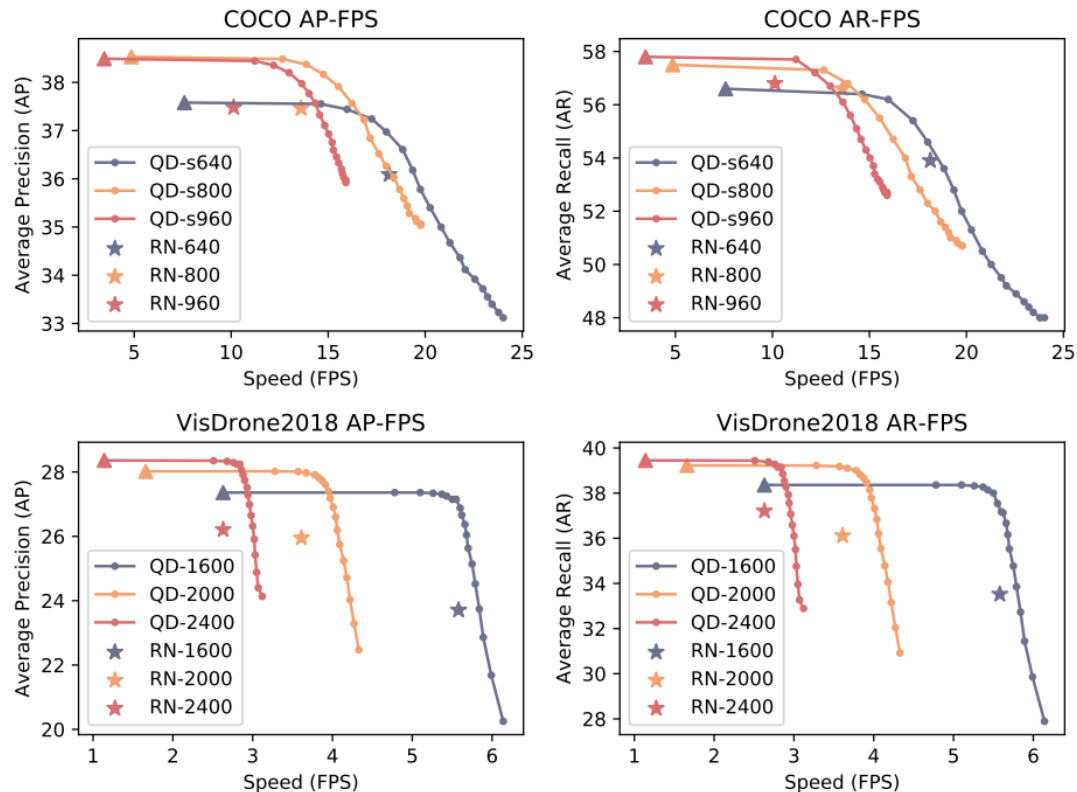 COCO AP-FPS
Average Precision (AP)
38
37
36
35
34
33
QD-s640
QD-s800
QD-s960
RN-640
RN-800
RN-960
5 10 15 20 25
Speed (FPS)
COCO AR-FPS
Average Recall (AR)
58
56
54
52
50
48
QD-s640
QD-s800
QD-s960
RN-640
RN-800
RN-960
5 10 15 20 25
Speed (FPS)
VisDrone2018 AP-FPS
Average Precision (AP)
28
26
24
22
20
QD-1600
QD-2000
QD-2400
RN-1600
RN-2000
RN-2400
1 2 3 4 5 6
Speed (FPS)
VisDrone2018 AR-FPS
Average Recall (AR)
40
38
36
34
32
30
28
QD-1600
QD-2000
QD-2400
RN-1600
RN-2000
RN-2400
1 2 3 4 5 6
Speed (FPS)